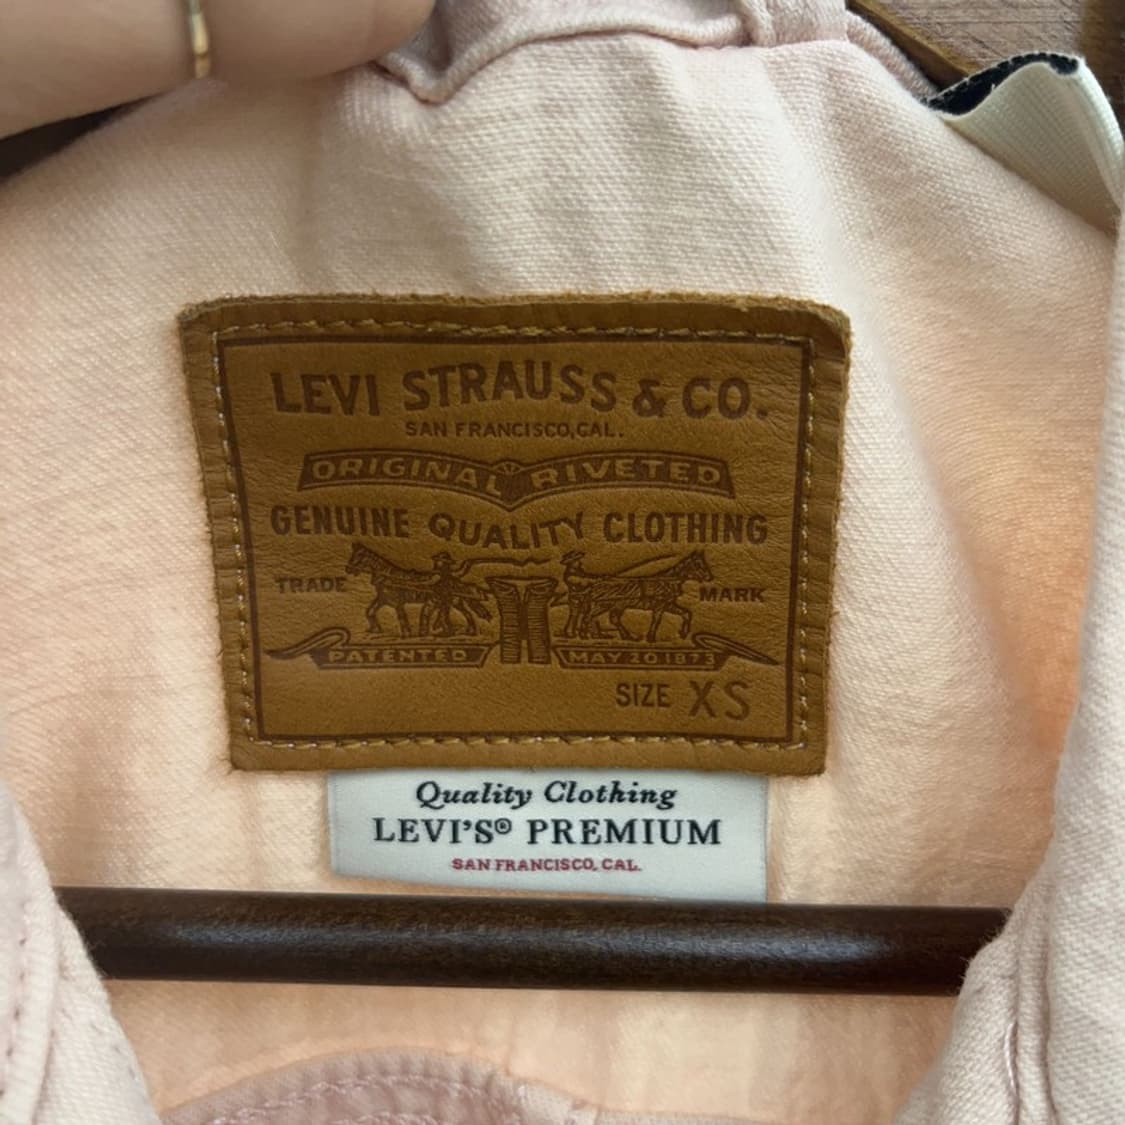 LEVI STRAUSS & CO.
SAN FRANCISCO, CAL.
ORIGINAL RIVETED
GENUINE QUALITY CLOTHING
TRADE MARK
PATENTED MAY 20 1873
SIZE XS
Quality Clothing
LEVI'S® PREMIUM
SAN FRANCISCO, CAL.